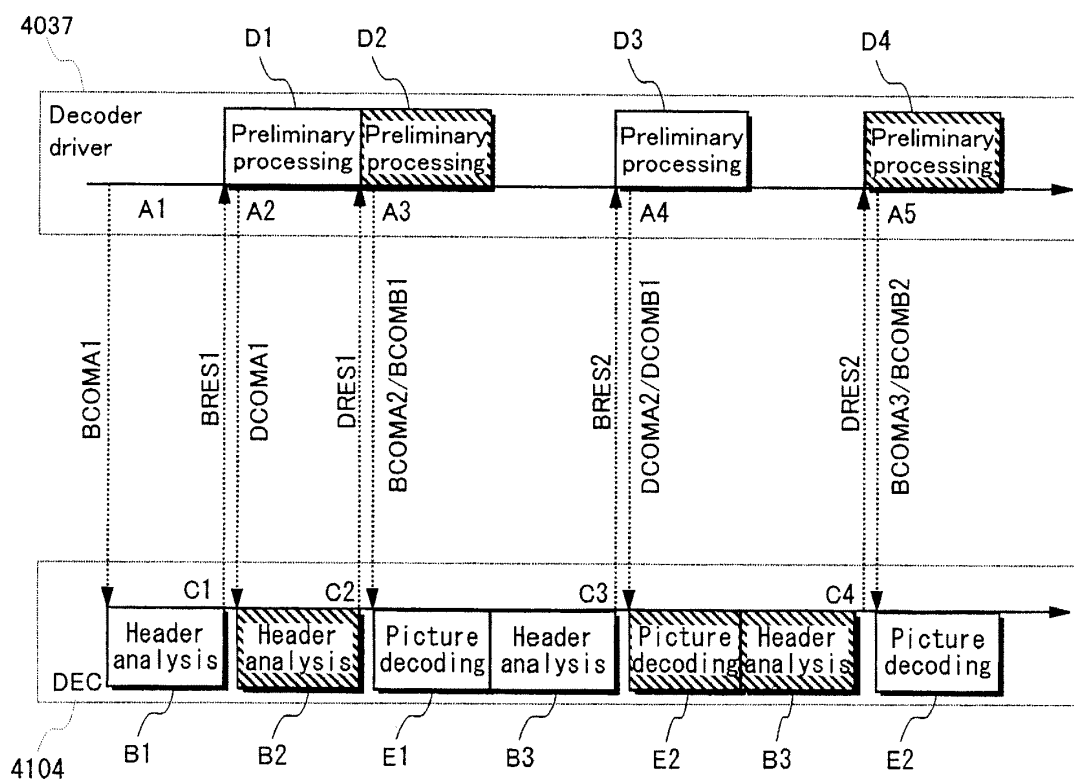 4037
D1
D2
D3
D4
Decoder
driver
Preliminary
processing
Preliminary
processing
Preliminary
processing
Preliminary
processing
A1
A2
A3
A4
A5
BCOMA1
BRES1
DCOMA1
DRES1
BCOMA2/BCOMB1
BRES2
DCOMA2/DCOMB1
DRES2
BCOMA3/BCOMB2
C1
C2
C3
C4
DEC
Header
analysis
Header
analysis
Picture
decoding
Header
analysis
Picture
decoding
Header
analysis
Picture
decoding
4104
B1
B2
E1
B3
E2
B3
E2